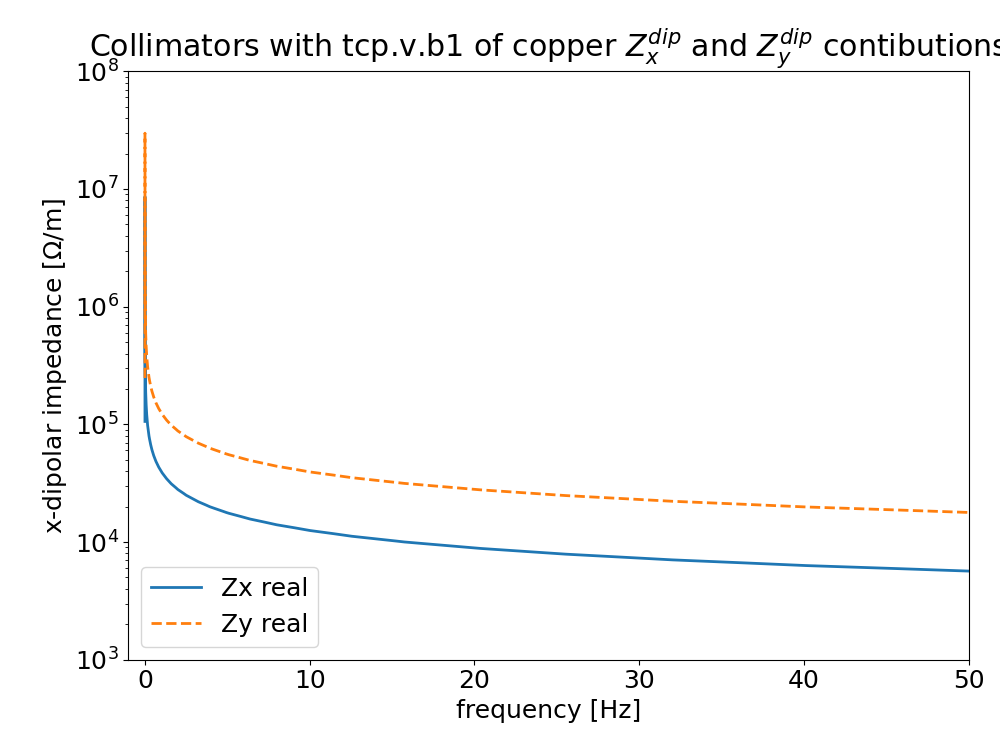 Collimators with tcp.v.b1 of copper $Z_x^{dip}$ and $Z_y^{dip}$ contibutions
10^8
10^7
10^6
10^5
10^4
10^3
x-dipolar impedance [Ω/m]
Zx real
Zy real
0 10 20 30 40 50
frequency [Hz]